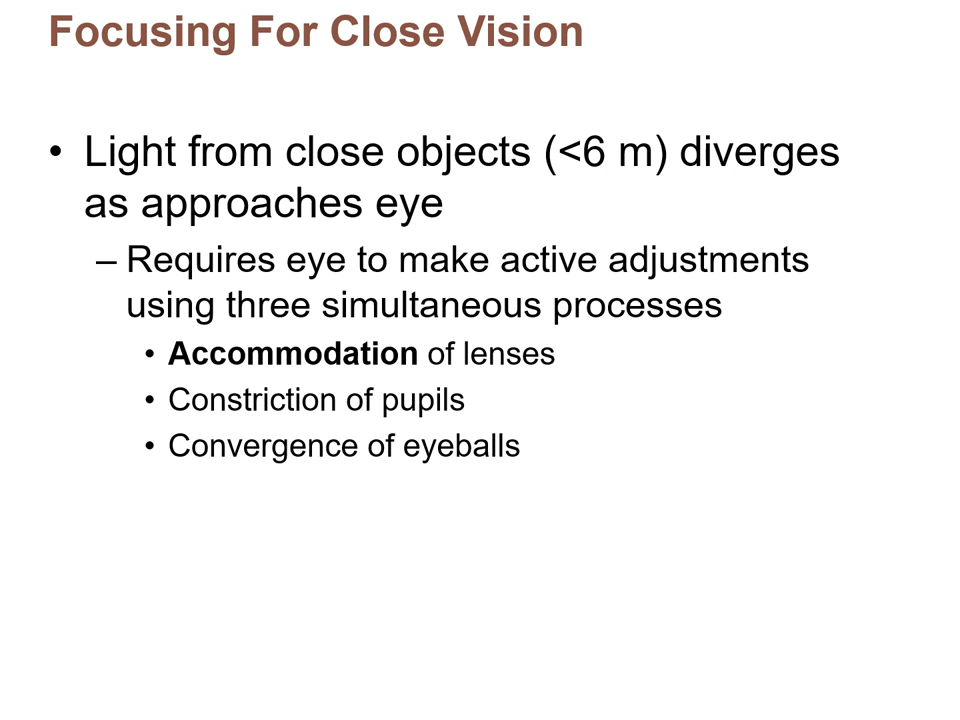 Focusing For Close Vision
• Light from close objects (<6 m) diverges
as approaches eye
– Requires eye to make active adjustments
using three simultaneous processes
• Accommodation of lenses
• Constriction of pupils
• Convergence of eyeballs